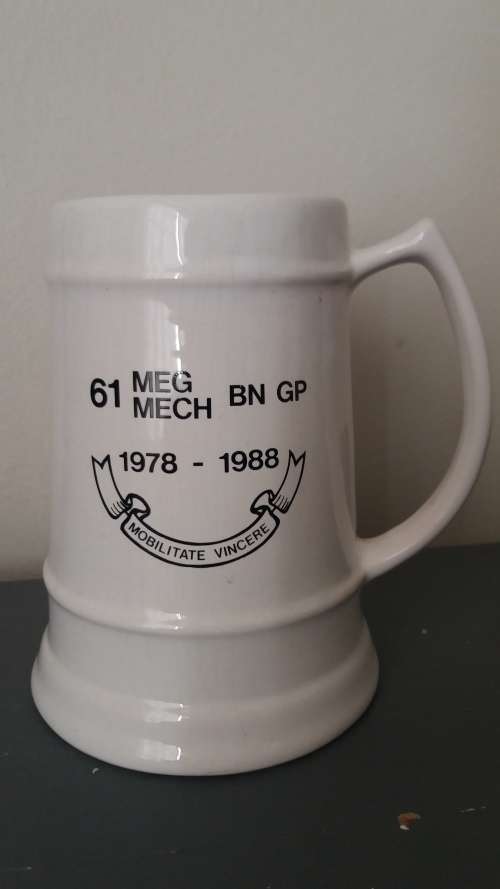 61 MEG
MECH BN GP
1978 - 1988
MOBILITATE VINCERE